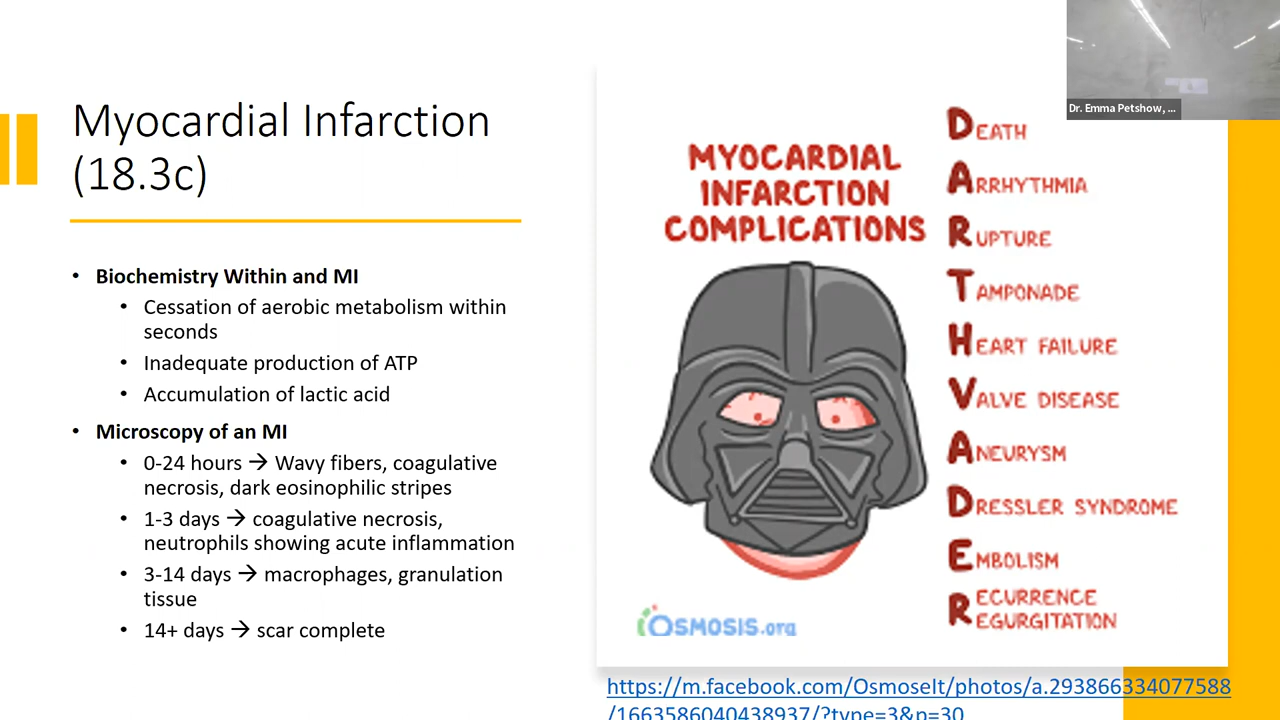 Myocardial Infarction
(18.3c)
• Biochemistry Within and MI
• Cessation of aerobic metabolism within
seconds
• Inadequate production of ATP
• Accumulation of lactic acid
• Microscopy of an MI
• 0-24 hours → Wavy fibers, coagulative
necrosis, dark eosinophilic stripes
• 1-3 days → coagulative necrosis,
neutrophils showing acute inflammation
• 3-14 days → macrophages, granulation
tissue
• 14+ days → scar complete
MYOCARDIAL
INFARCTION
COMPLICATIONS
DEATH
ARRHYTHMIA
RUPTURE
TAMPONADE
HEART FAILURE
VALVE DISEASE
ANEURYSM
DRESSLER SYNDROME
EMBOLISM
RECURRENCE
REGURGITATION
OSMOSIS.org
https://m.facebook.com/OsmoseIt/photos/a.293866334077588
/1663586040438937/?type=3&p=30
Dr. Emma Petshow, ...